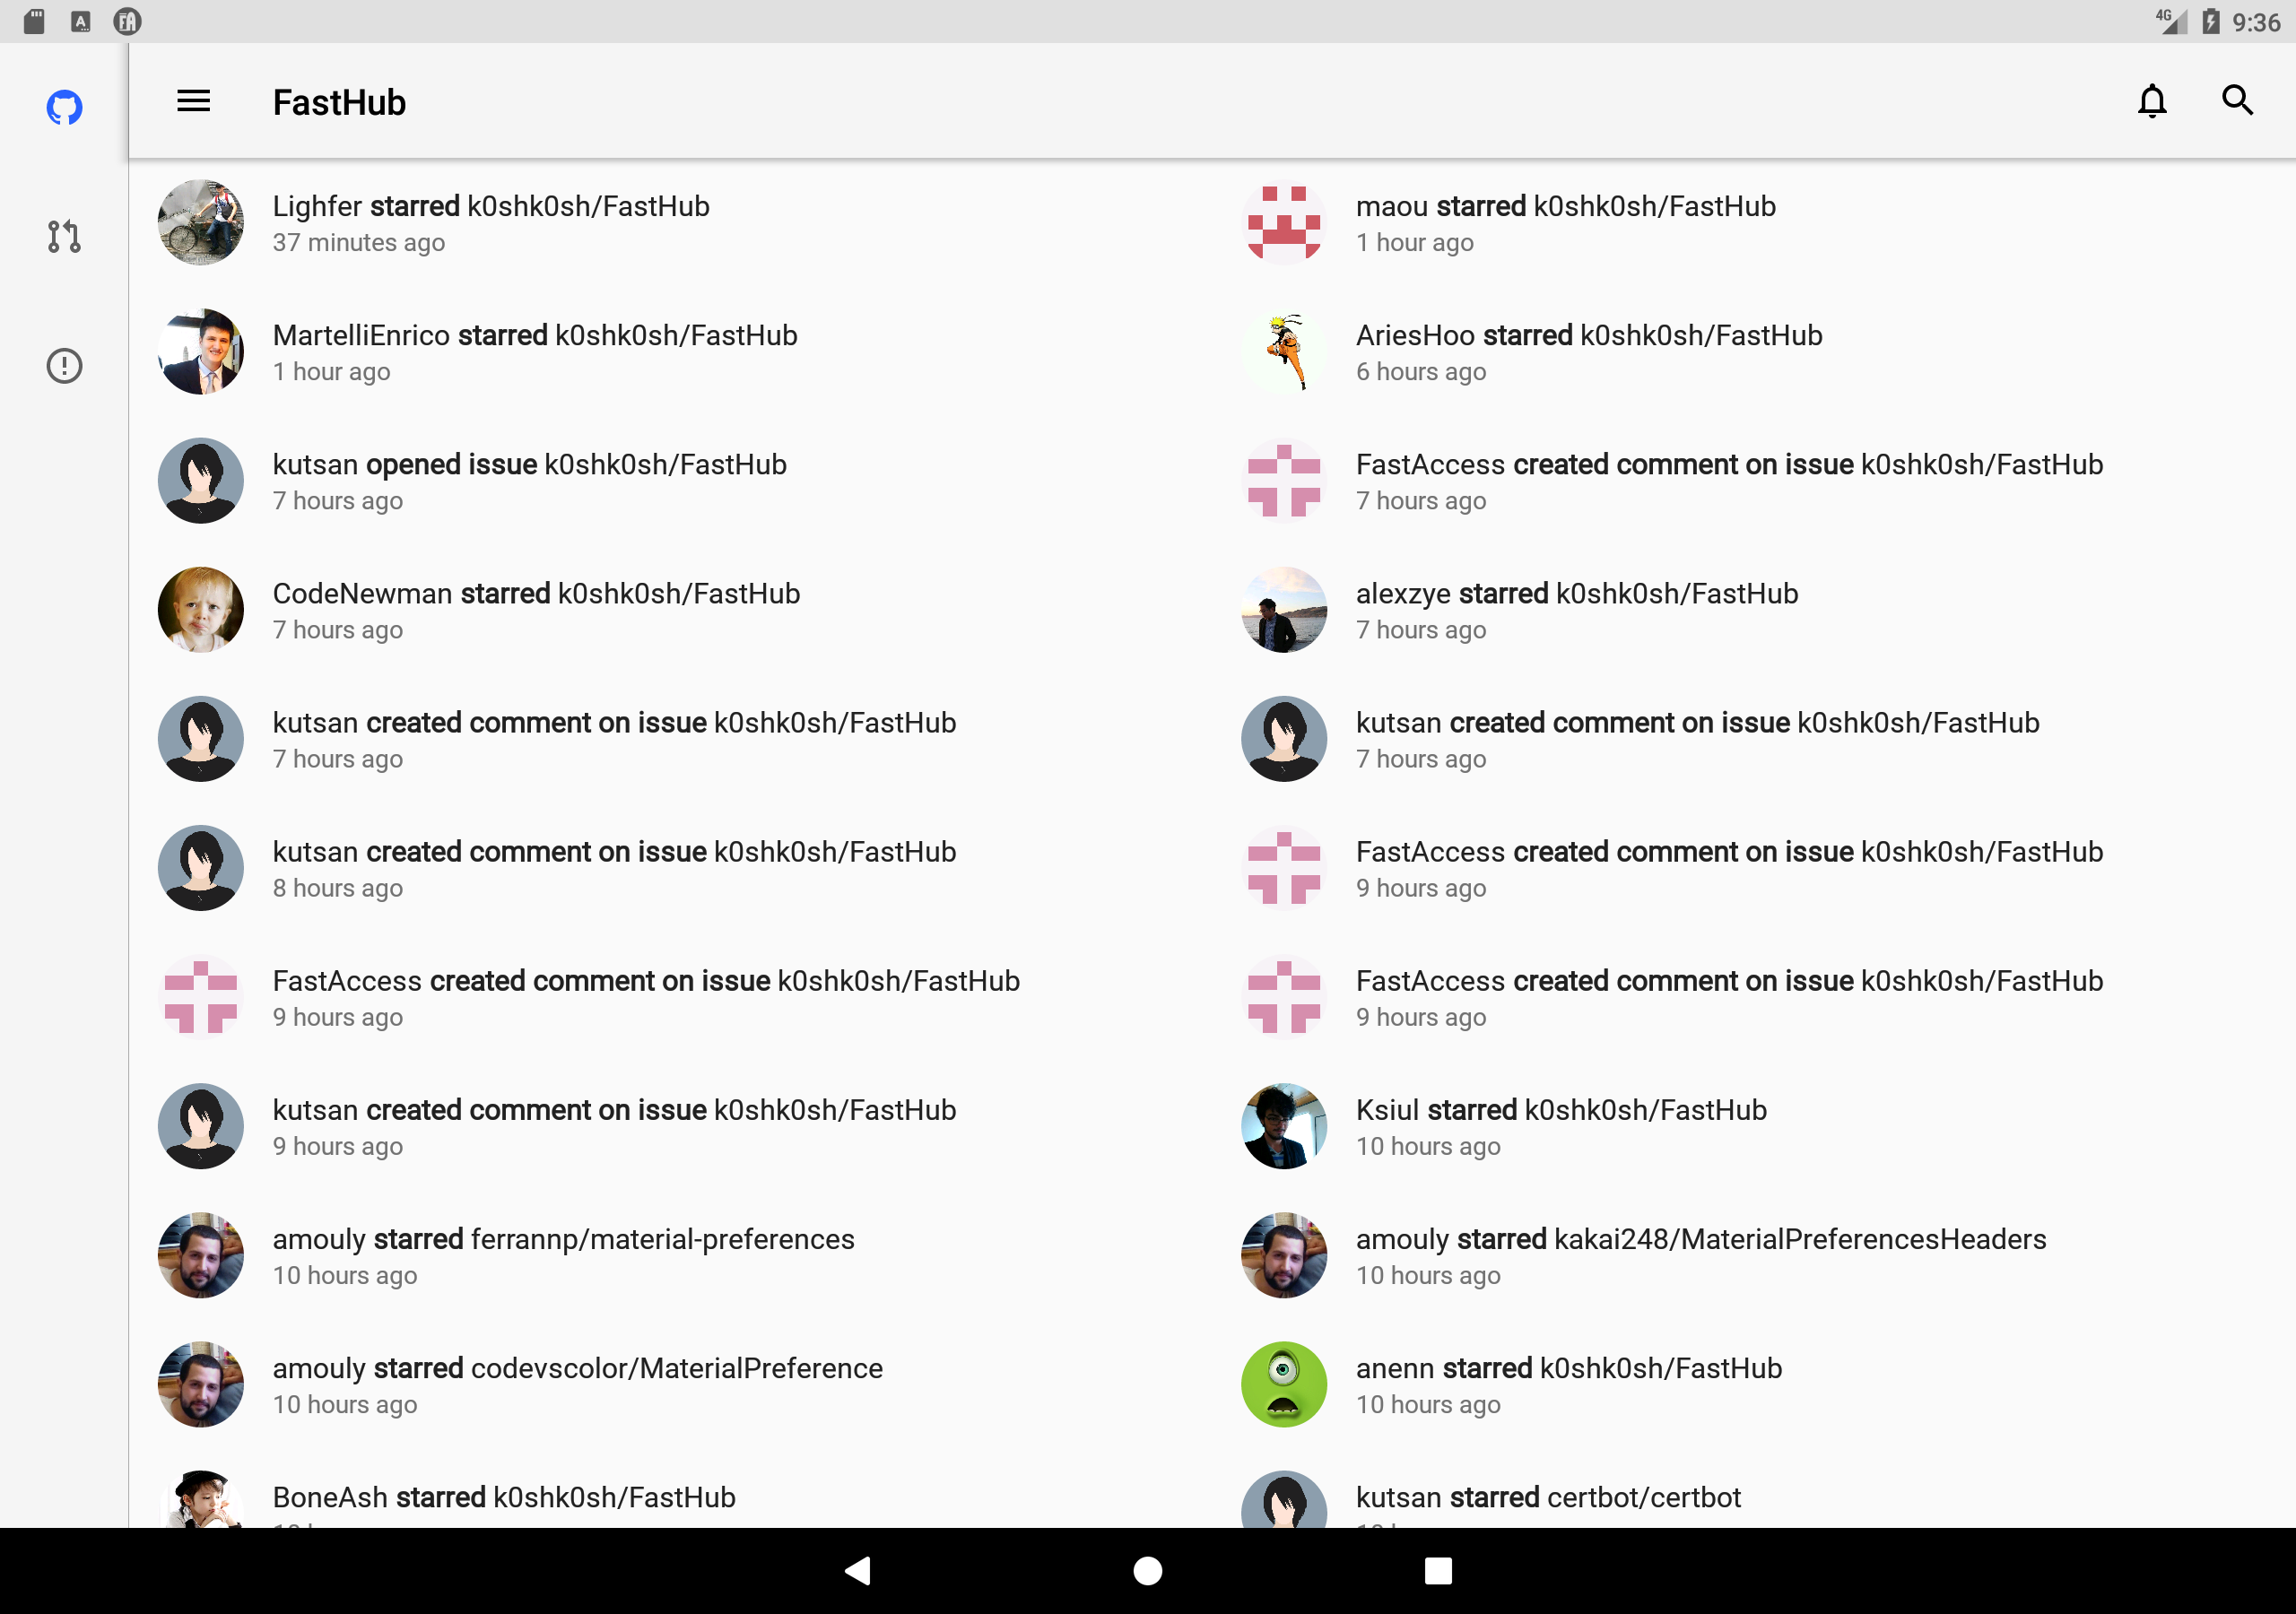 4G 9:36
FastHub
Lighfer starred k0shk0sh/FastHub
37 minutes ago
maou starred k0shk0sh/FastHub
1 hour ago
MartelliEnrico starred k0shk0sh/FastHub
1 hour ago
AriesHoo starred k0shk0sh/FastHub
6 hours ago
kutsan opened issue k0shk0sh/FastHub
7 hours ago
FastAccess created comment on issue k0shk0sh/FastHub
7 hours ago
CodeNewman starred k0shk0sh/FastHub
7 hours ago
alexzye starred k0shk0sh/FastHub
7 hours ago
kutsan created comment on issue k0shk0sh/FastHub
7 hours ago
kutsan created comment on issue k0shk0sh/FastHub
7 hours ago
kutsan created comment on issue k0shk0sh/FastHub
8 hours ago
FastAccess created comment on issue k0shk0sh/FastHub
9 hours ago
FastAccess created comment on issue k0shk0sh/FastHub
9 hours ago
FastAccess created comment on issue k0shk0sh/FastHub
9 hours ago
kutsan created comment on issue k0shk0sh/FastHub
9 hours ago
Ksiul starred k0shk0sh/FastHub
10 hours ago
amouly starred ferrannp/material-preferences
10 hours ago
amouly starred kakai248/MaterialPreferencesHeaders
10 hours ago
amouly starred codevscolor/MaterialPreference
10 hours ago
anenn starred k0shk0sh/FastHub
10 hours ago
BoneAsh starred k0shk0sh/FastHub
kutsan starred certbot/certbot